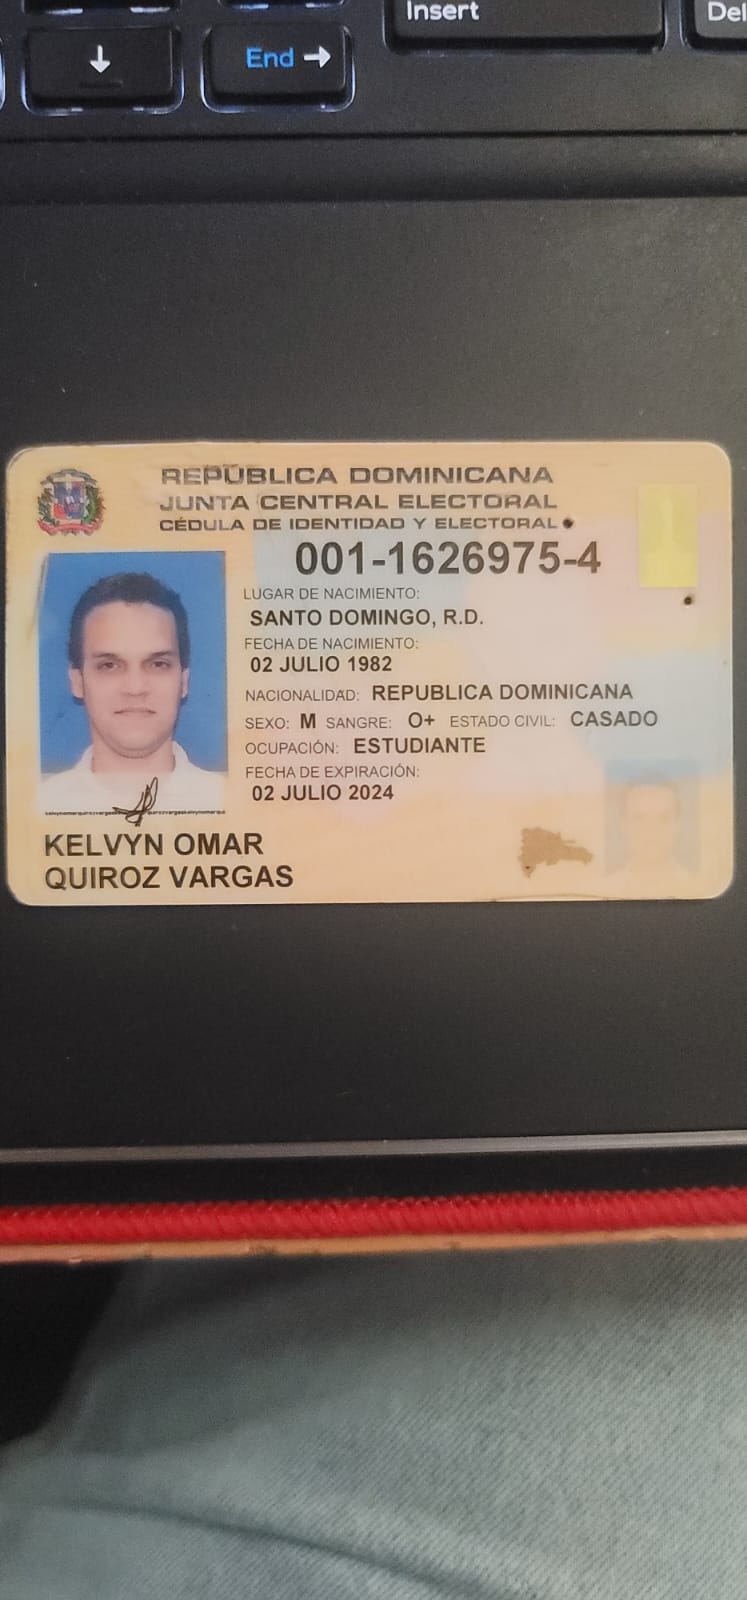 Insert
Del
End
REPÚBLICA DOMINICANA
JUNTA CENTRAL ELECTORAL
CÉDULA DE IDENTIDAD Y ELECTORAL
001-1626975-4
LUGAR DE NACIMIENTO:
SANTO DOMINGO, R.D.
FECHA DE NACIMIENTO:
02 JULIO 1982
NACIONALIDAD: REPUBLICA DOMINICANA
SEXO: M SANGRE: O+ ESTADO CIVIL: CASADO
OCUPACIÓN: ESTUDIANTE
FECHA DE EXPIRACIÓN:
02 JULIO 2024
KELVYN OMAR
QUIROZ VARGAS